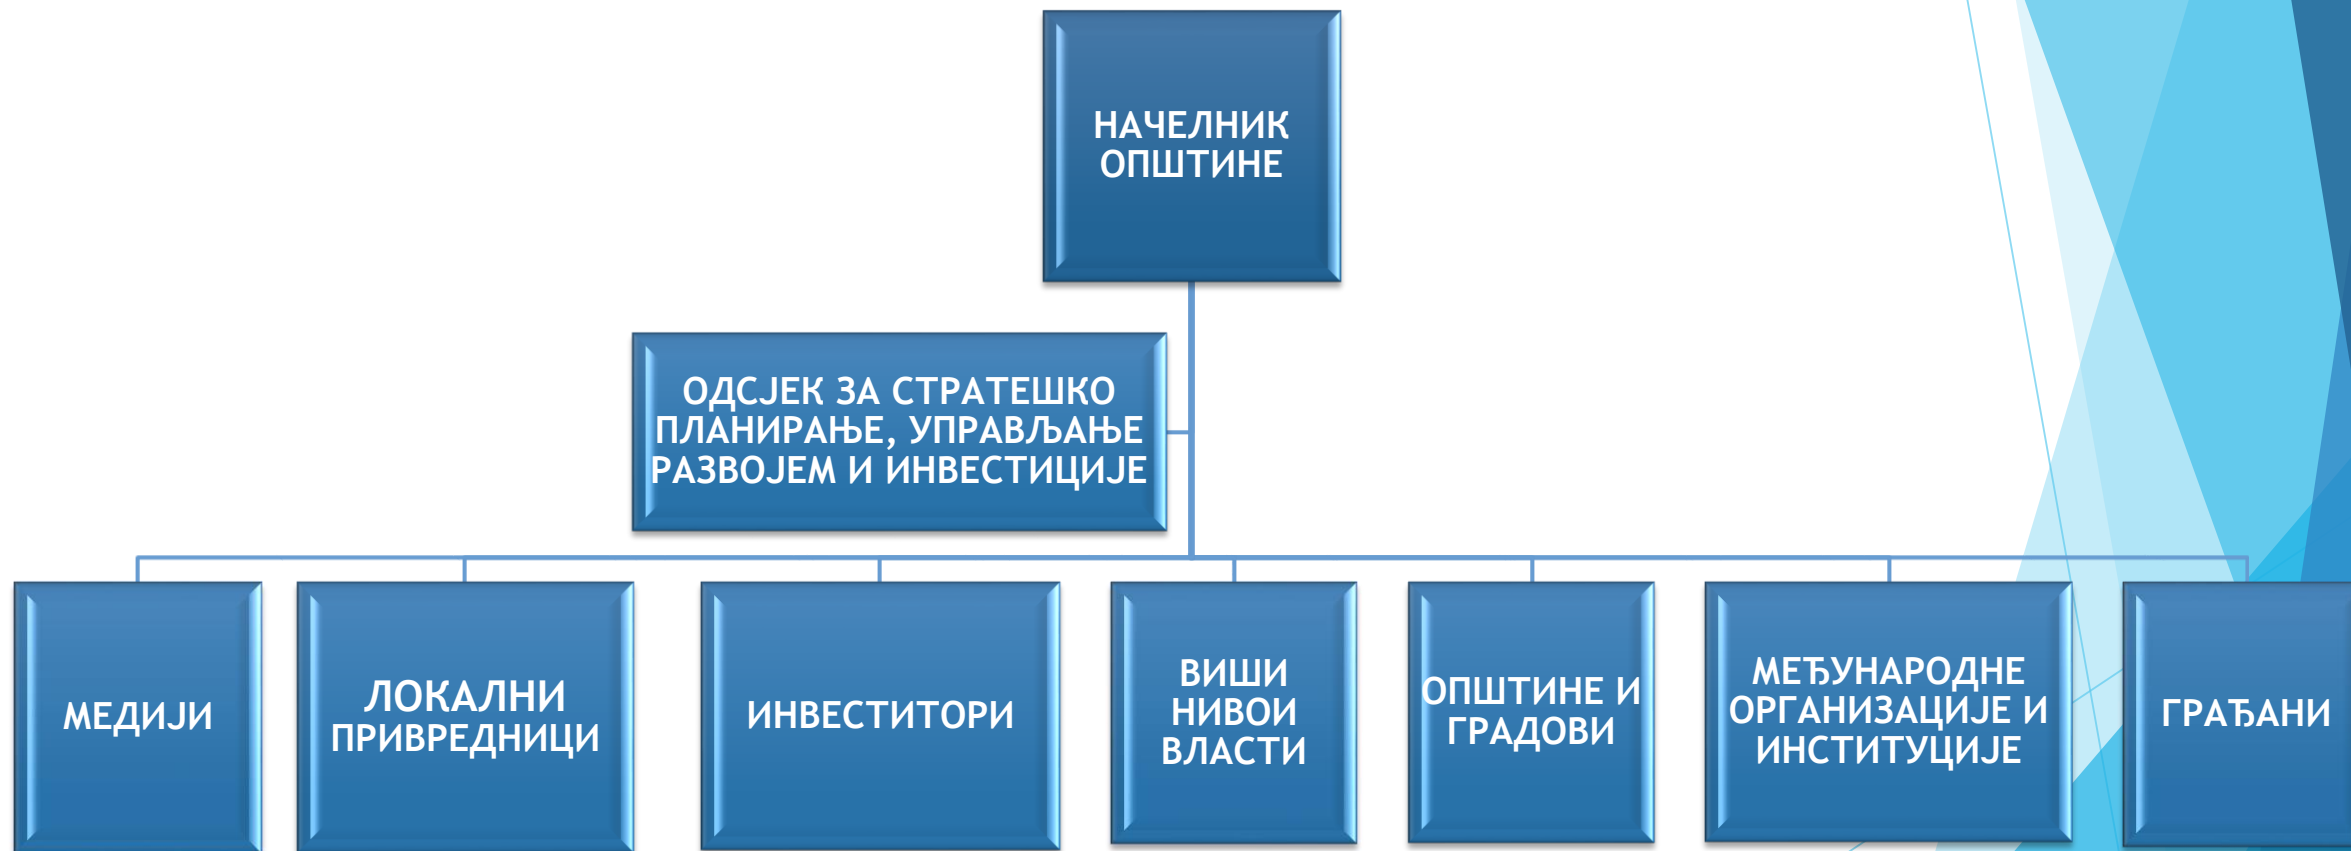 НАЧЕЛНИК
ОПШТИНЕ
ОДСЈЕК ЗА СТРАТЕШКО
ПЛАНИРАЊЕ, УПРАВЉАЊЕ
РАЗВОЈЕМ И ИНВЕСТИЦИЈЕ
МЕДИЈИ
ЛОКАЛНИ
ПРИВРЕДНИЦИ
ИНВЕСТИТОРИ
ВИШИ
НИВОИ
ВЛАСТИ
ОПШТИНЕ И
ГРАДОВИ
МЕЂУНАРОДНЕ
ОРГАНИЗАЦИЈЕ И
ИНСТИТУЦИЈЕ
ГРАЂАНИ